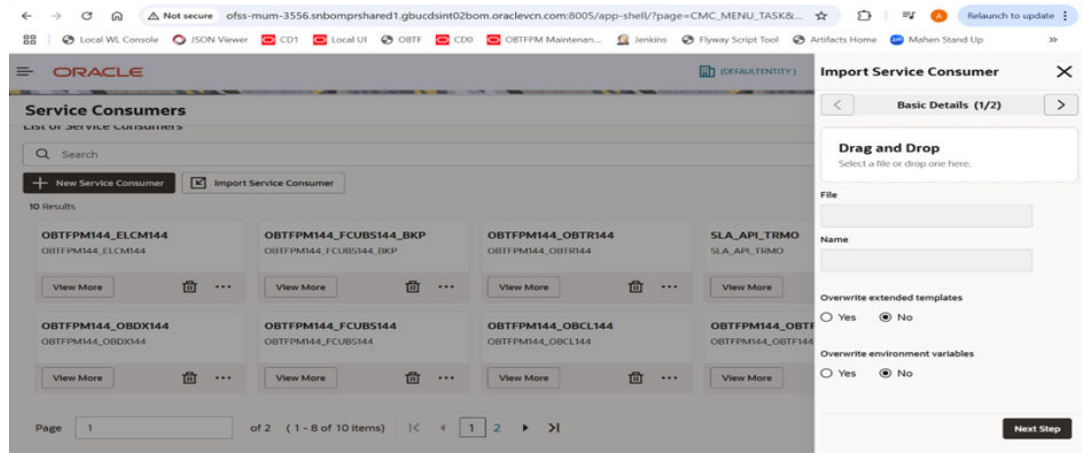 Not secure ofss-mum-3556.snbomprshared1.gbucdsint02bom.oraclevcn.com:8005/app-shell/?page=CMC_MENU_TASK&...
Relaunch to update
Local WL Console JSON Viewer CD1 Local UI OBTF CD0 OBTFPM Maintenan... Jenkins Flyway Script Tool Artifacts Home Mahen Stand Up
ORACLE
(DEFAULTENTITY)
Service Consumers
List of Service Consumers
Search
New Service Consumer Import Service Consumer
10 Results
OBTFPM144_ELCM144 OBTFPM144_FCUBS144_BKP OBTFPM144_OBTR144 SLA_API_TRMO
OBTFPM144_ELCM144 OBTFPM144_FCUBS144_BKP OBTFPM144_OBTR144 SLA_API_TRMO
View More View More View More View More
OBTFPM144_OBDX144 OBTFPM144_FCUBS144 OBTFPM144_OBCL144 OBTFPM144_OBTF
OBTFPM144_OBDX144 OBTFPM144_FCUBS144 OBTFPM144_OBCL144 OBTFPM144_OBTF144
View More View More View More View More
Page 1 of 2 (1 - 8 of 10 items) 1 2
Import Service Consumer
Basic Details (1/2)
Drag and Drop
Select a file or drop one here.
File
Name
Overwrite extended templates
Yes No
Overwrite environment variables
Yes No
Next Step